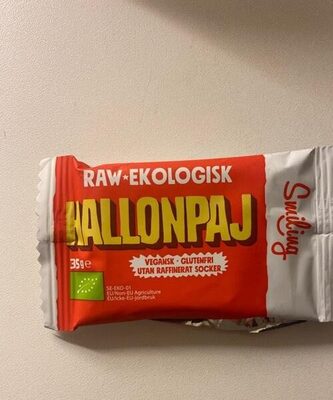 RAW★EKOLOGISK
HALLONPAJ
Smiling
35g e
VEGANSK · GLUTENFRI
UTAN RAFFINERAT SOCKER
SE-EKO-01
EU/Non-EU Agriculture
EU/icke-EU-jordbruk